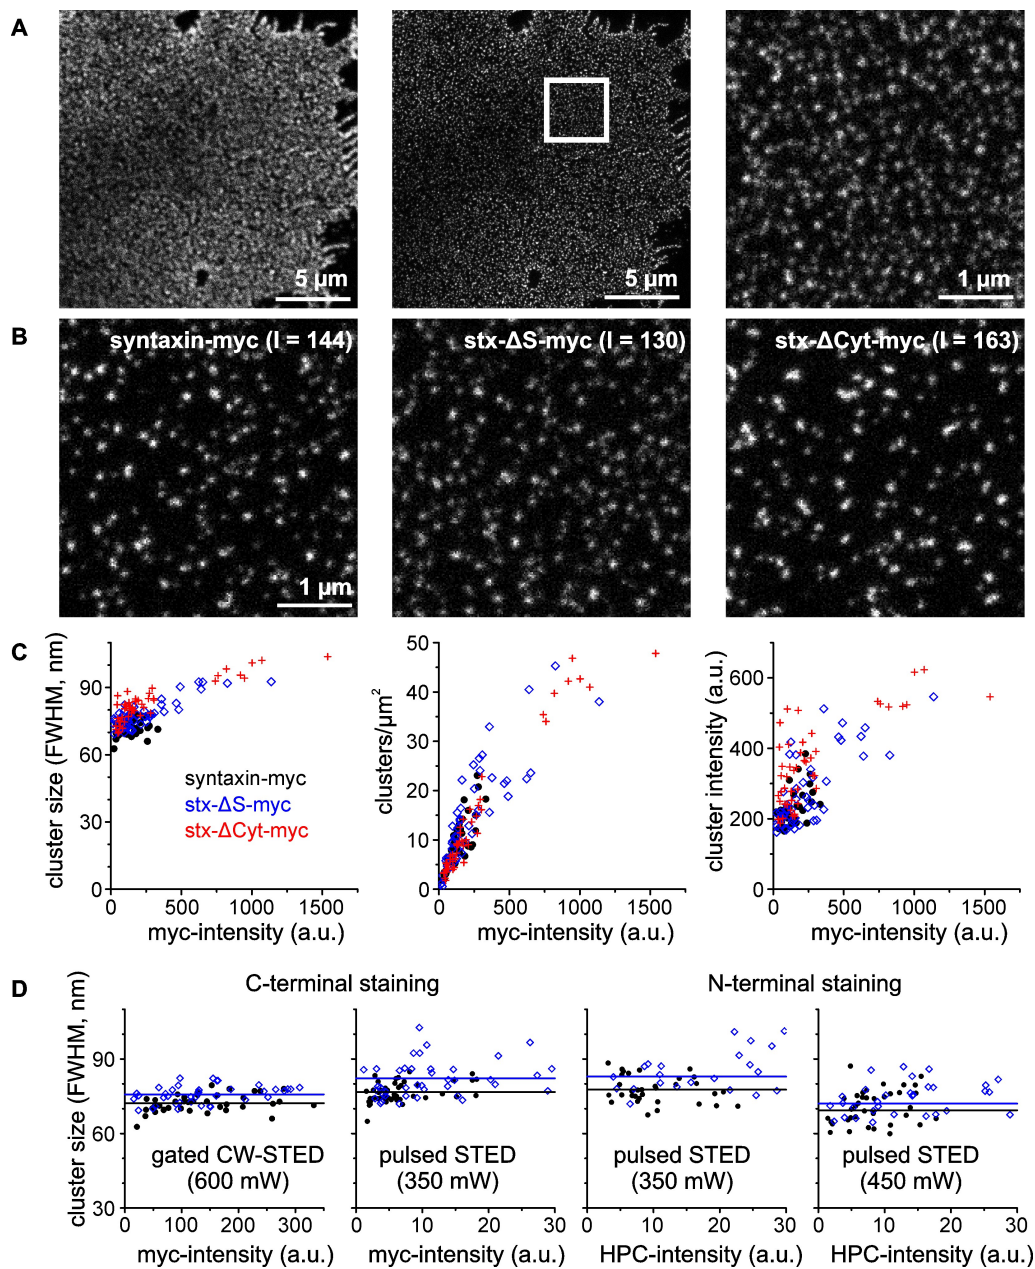 A
5 µm
5 µm
1 µm
B
syntaxin-myc (I = 144)
stx-ΔS-myc (I = 130)
stx-ΔCyt-myc (I = 163)
1 µm
C
cluster size (FWHM, nm)
90
60
30
0
0 500 1000 1500
myc-intensity (a.u.)
syntaxin-myc
stx-ΔS-myc
stx-ΔCyt-myc
clusters/µm²
50
40
30
20
10
0
0 500 1000 1500
myc-intensity (a.u.)
cluster intensity (a.u.)
600
400
200
0
0 500 1000 1500
myc-intensity (a.u.)
D
C-terminal staining
N-terminal staining
cluster size (FWHM, nm)
90
60
30
gated CW-STED
(600 mW)
0 100 200 300
myc-intensity (a.u.)
pulsed STED
(350 mW)
0 10 20 30
myc-intensity (a.u.)
pulsed STED
(350 mW)
0 10 20 30
HPC-intensity (a.u.)
pulsed STED
(450 mW)
0 10 20 30
HPC-intensity (a.u.)